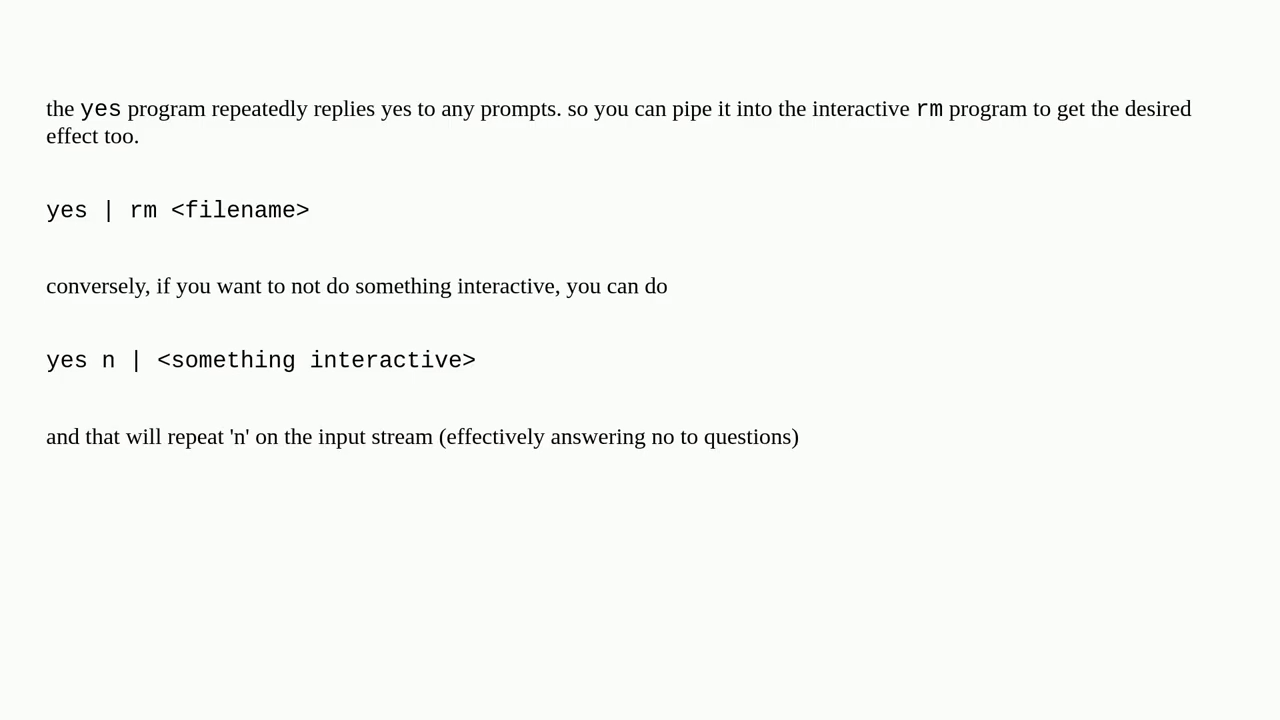 the yes program repeatedly replies yes to any prompts. so you can pipe it into the interactive rm program to get the desired
effect too.
yes | rm <filename>
conversely, if you want to not do something interactive, you can do
yes n | <something interactive>
and that will repeat 'n' on the input stream (effectively answering no to questions)